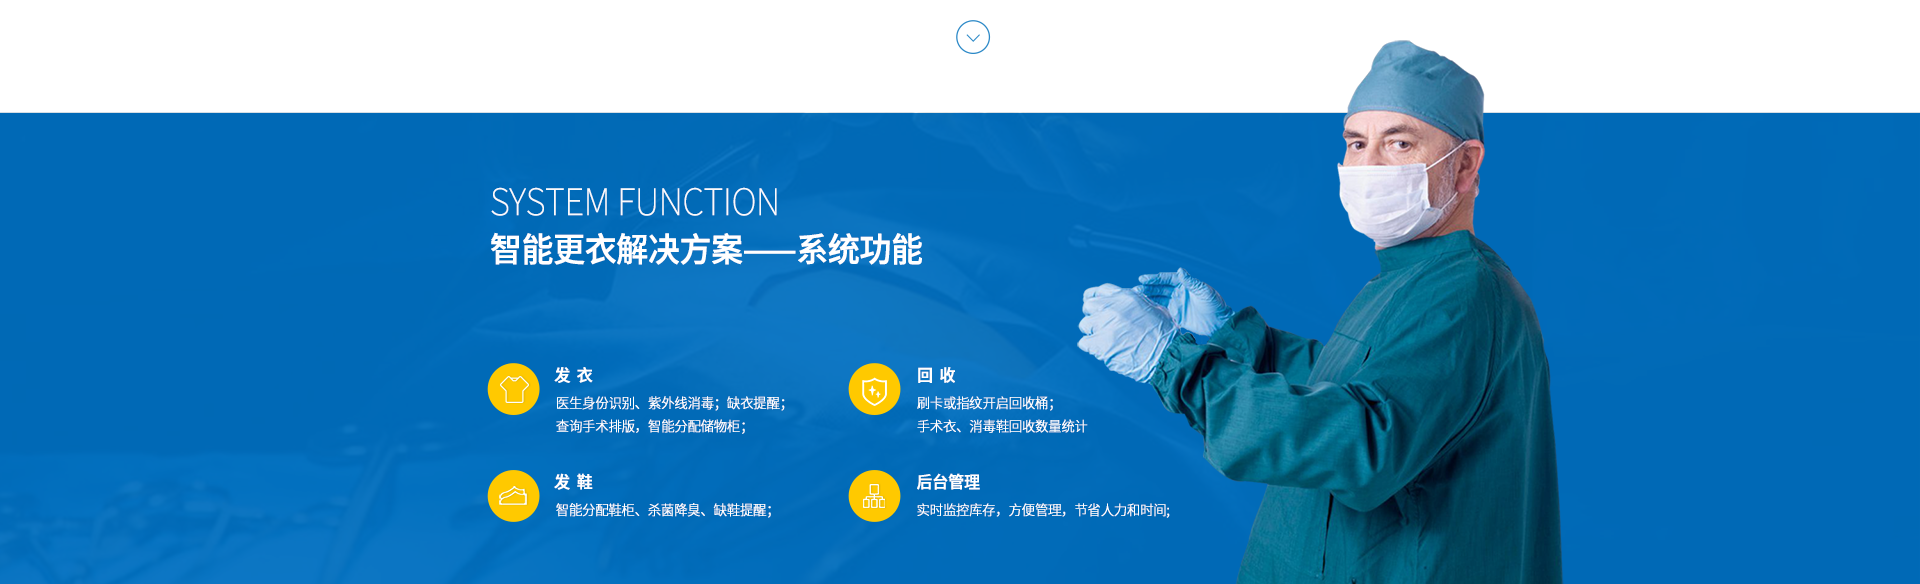 SYSTEM FUNCTION
智能更衣解决方案——系统功能
发 衣
医生身份识别、紫外线消毒；缺衣提醒；
查询手术排版，智能分配储物柜；
回 收
刷卡或指纹开启回收桶；
手术衣、消毒鞋回收数量统计
发 鞋
智能分配鞋柜、杀菌降臭、缺鞋提醒；
后台管理
实时监控库存，方便管理，节省人力和时间;